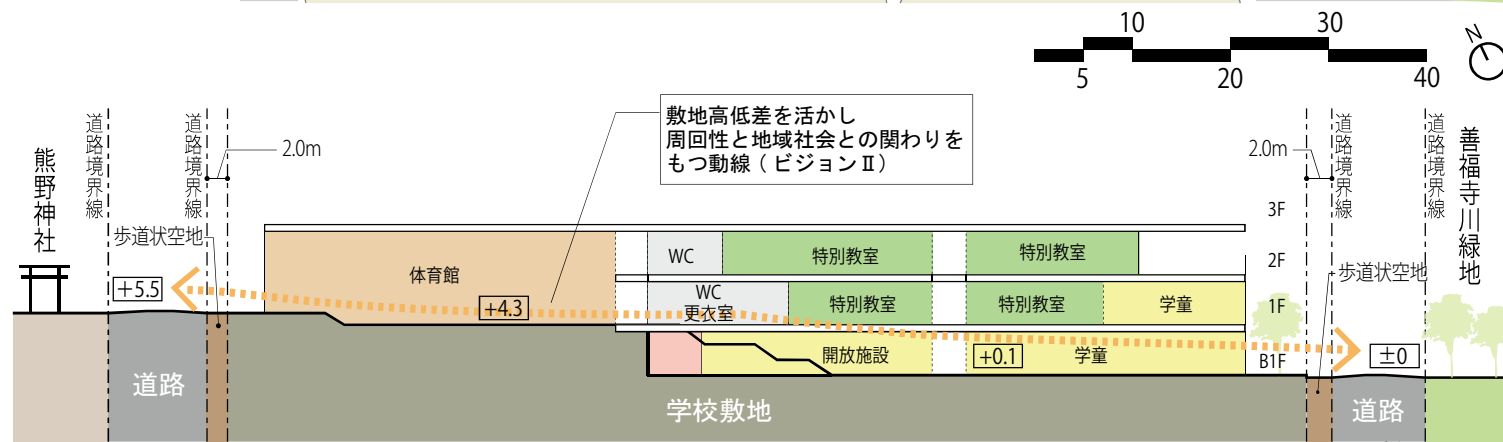 10
30
5
20
40
N
敷地高低差を活かし
周回性と地域社会との関わりを
もつ動線（ビジョンⅡ）
熊野神社
道路境界線
道路境界線
2.0m
歩道状空地
2.0m
道路境界線
道路境界線
善福寺川緑地
歩道状空地
3F
2F
1F
B1F
体育館
WC
特別教室
特別教室
WC
更衣室
特別教室
特別教室
学童
開放施設
学童
+5.5
+4.3
+0.1
±0
道路
学校敷地
道路